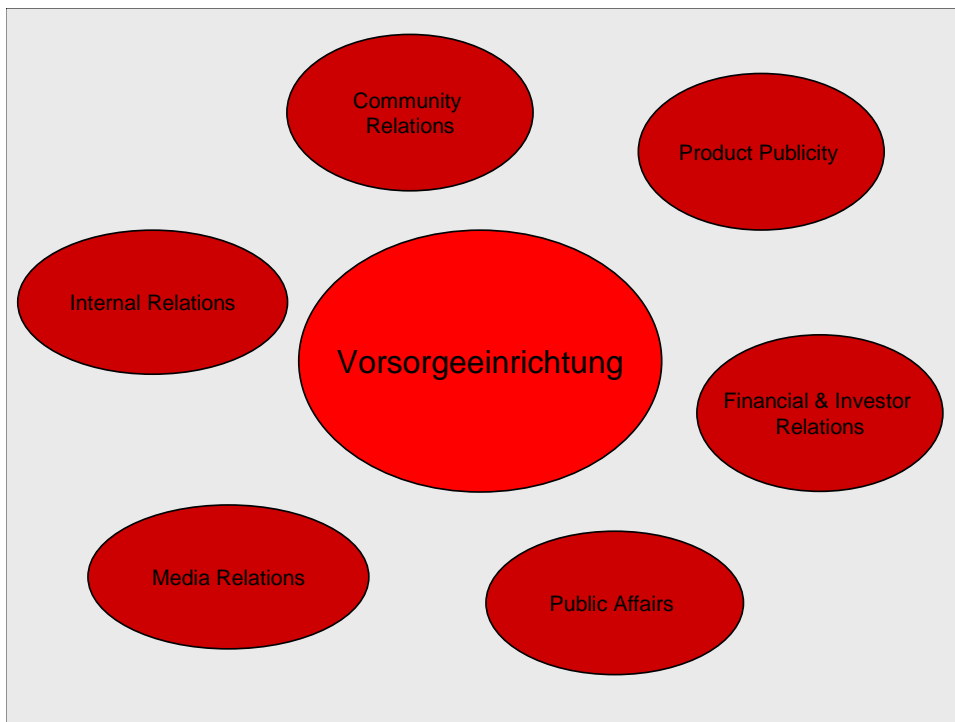 Community
Relations
Product Publicity
Internal Relations
Vorsorgeeinrichtung
Financial & Investor
Relations
Media Relations
Public Affairs